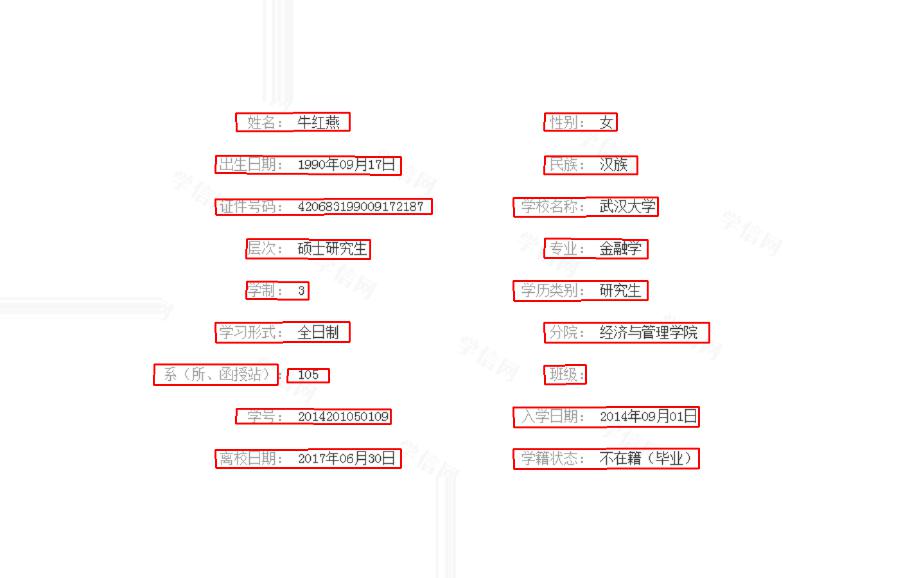 姓名： 牛红燕 性别： 女
出生日期： 1990年09月17日 民族： 汉族
证件号码： 420683199009172187 学校名称： 武汉大学
层次： 硕士研究生 专业： 金融学
学制： 3 学历类别： 研究生
学习形式： 全日制 分院： 经济与管理学院
系（所、函授站）： 105 班级：
学号： 2014201050109 入学日期： 2014年09月01日
离校日期： 2017年06月30日 学籍状态： 不在籍（毕业）
学信网
学信网
学信网
学信网
学信网
学信网